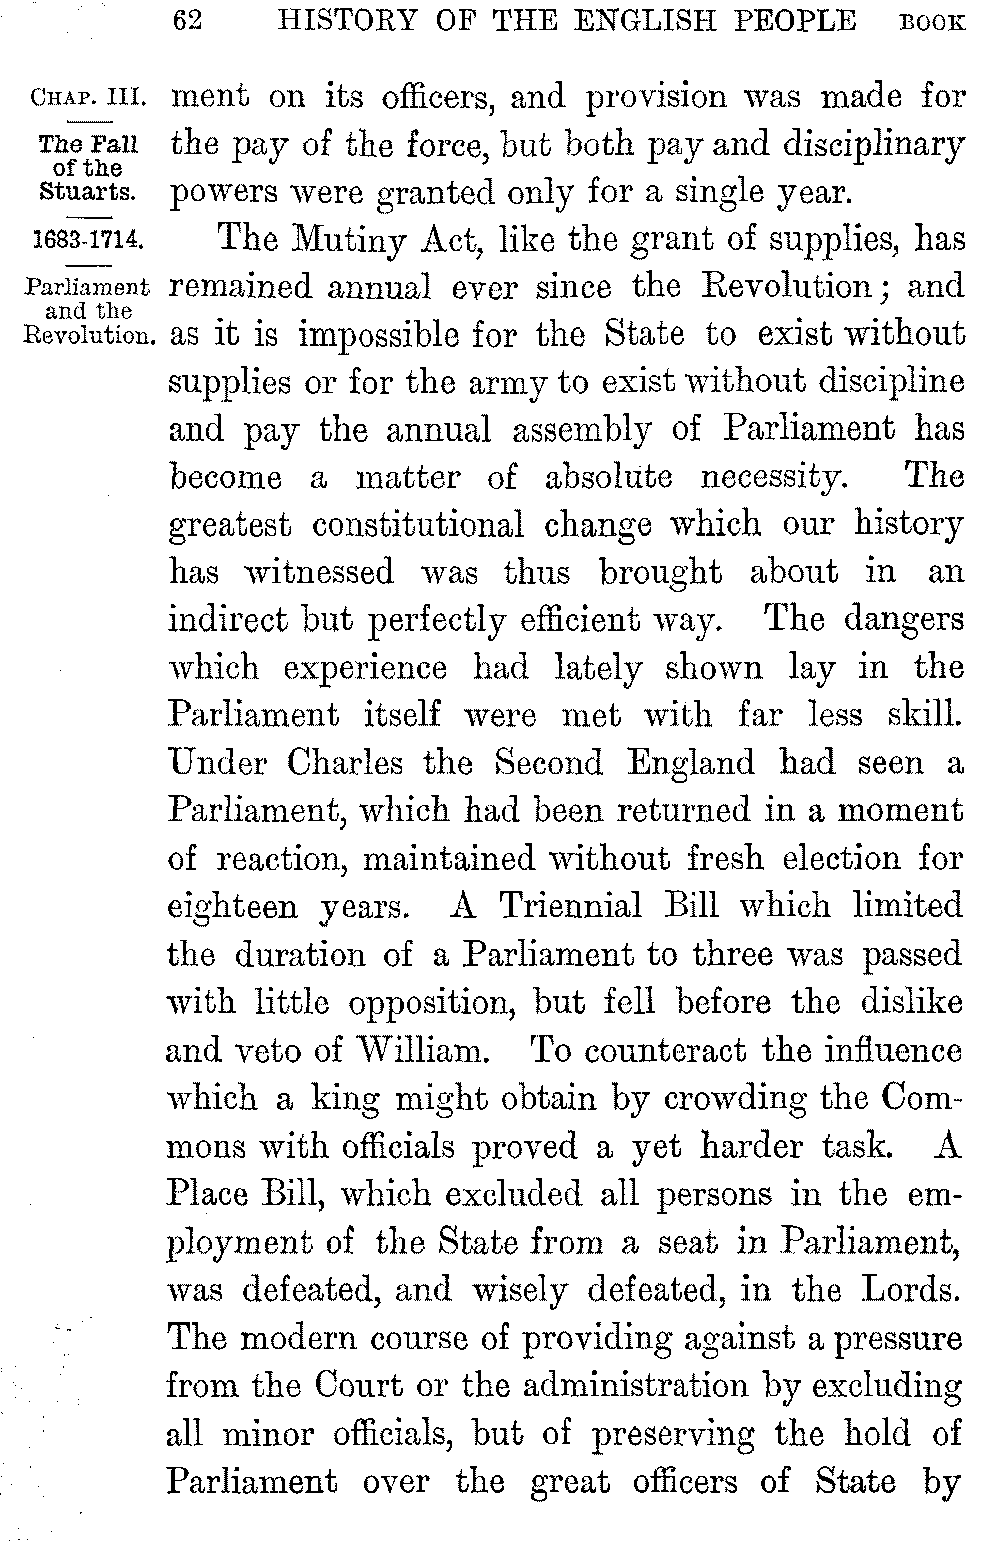 62 HISTORY OF THE ENGLISH PEOPLE BOOK
CHAP. III.
The Fall
of the
Stuarts.
1683-1714.
Parliament
and the
Revolution.
ment on its officers, and provision was made for
the pay of the force, but both pay and disciplinary
powers were granted only for a single year.
The Mutiny Act, like the grant of supplies, has
remained annual ever since the Revolution; and
as it is impossible for the State to exist without
supplies or for the army to exist without discipline
and pay the annual assembly of Parliament has
become a matter of absolute necessity. The
greatest constitutional change which our history
has witnessed was thus brought about in an
indirect but perfectly efficient way. The dangers
which experience had lately shown lay in the
Parliament itself were met with far less skill.
Under Charles the Second England had seen a
Parliament, which had been returned in a moment
of reaction, maintained without fresh election for
eighteen years. A Triennial Bill which limited
the duration of a Parliament to three was passed
with little opposition, but fell before the dislike
and veto of William. To counteract the influence
which a king might obtain by crowding the Com-
mons with officials proved a yet harder task. A
Place Bill, which excluded all persons in the em-
ployment of the State from a seat in Parliament,
was defeated, and wisely defeated, in the Lords.
The modern course of providing against a pressure
from the Court or the administration by excluding
all minor officials, but of preserving the hold of
Parliament over the great officers of State by